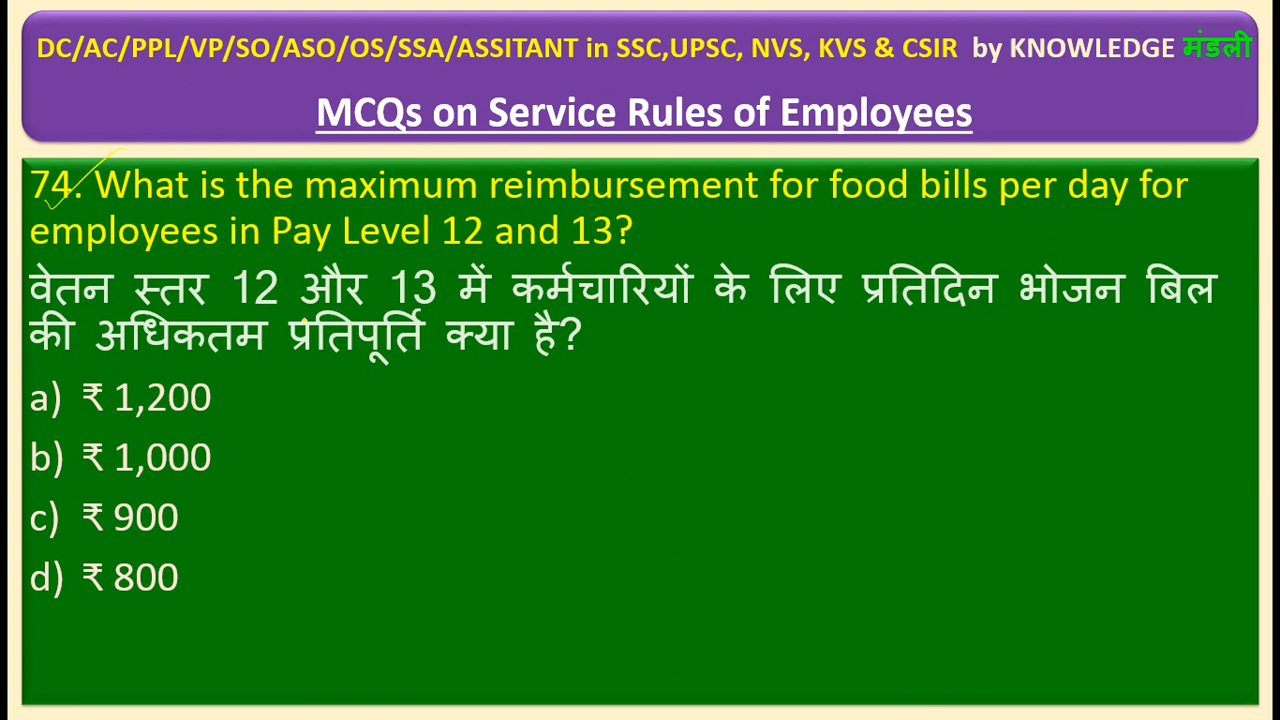 DC/AC/PPL/VP/SO/ASO/OS/SSA/ASSITANT in SSC,UPSC, NVS, KVS & CSIR by KNOWLEDGE मंडली
MCQs on Service Rules of Employees
74. What is the maximum reimbursement for food bills per day for
employees in Pay Level 12 and 13?
वेतन स्तर 12 और 13 में कर्मचारियों के लिए प्रतिदिन भोजन बिल
की अधिकतम प्रतिपूर्ति क्या है?
a) ₹ 1,200
b) ₹ 1,000
c) ₹ 900
d) ₹ 800